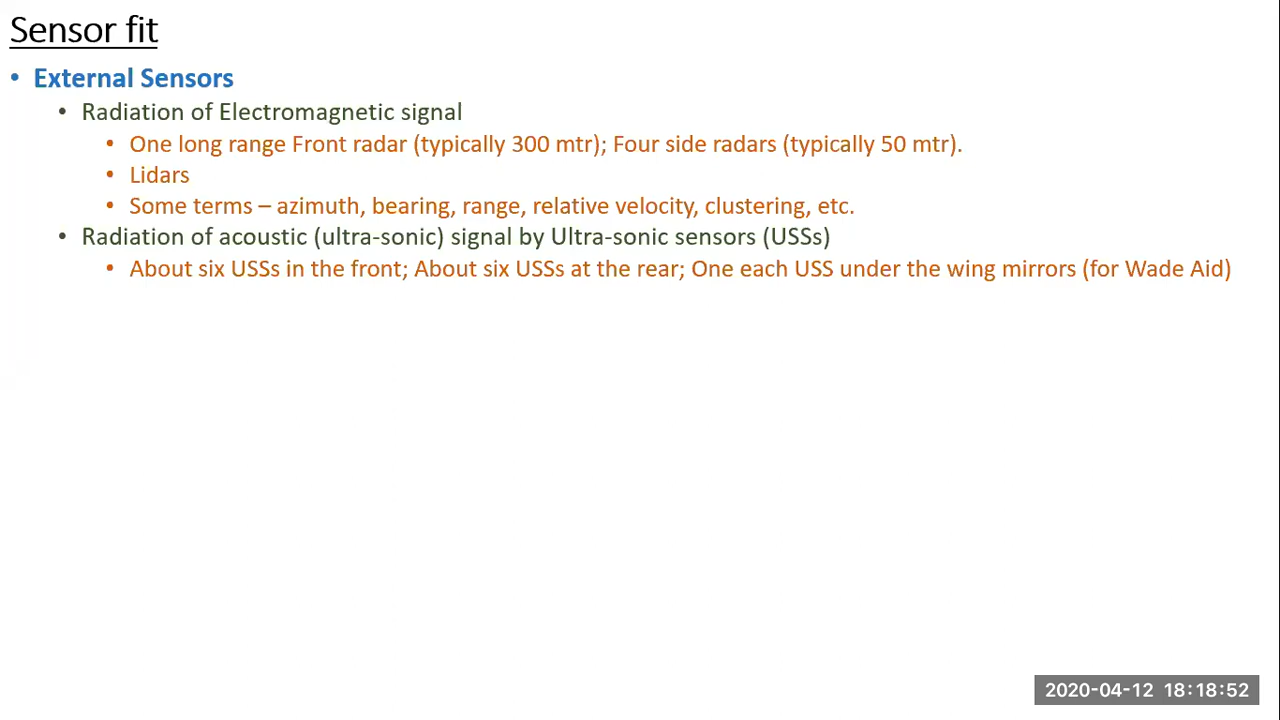 Sensor fit
• External Sensors
• Radiation of Electromagnetic signal
• One long range Front radar (typically 300 mtr); Four side radars (typically 50 mtr).
• Lidars
• Some terms – azimuth, bearing, range, relative velocity, clustering, etc.
• Radiation of acoustic (ultra-sonic) signal by Ultra-sonic sensors (USSs)
• About six USSs in the front; About six USSs at the rear; One each USS under the wing mirrors (for Wade Aid)
2020-04-12 18:18:52